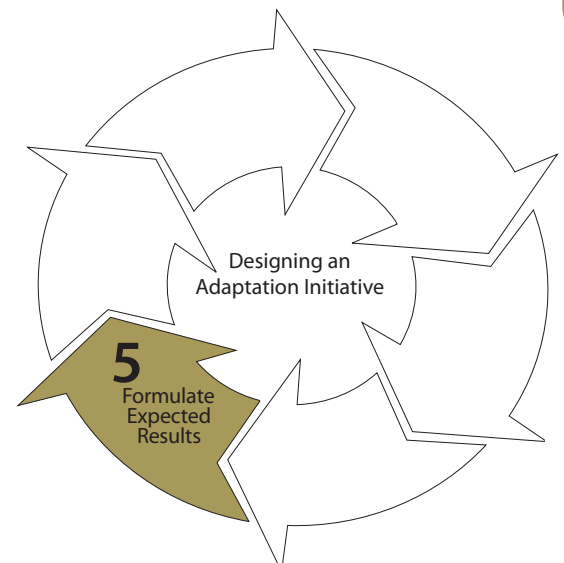 Designing an
Adaptation Initiative
5
Formulate
Expected
Results